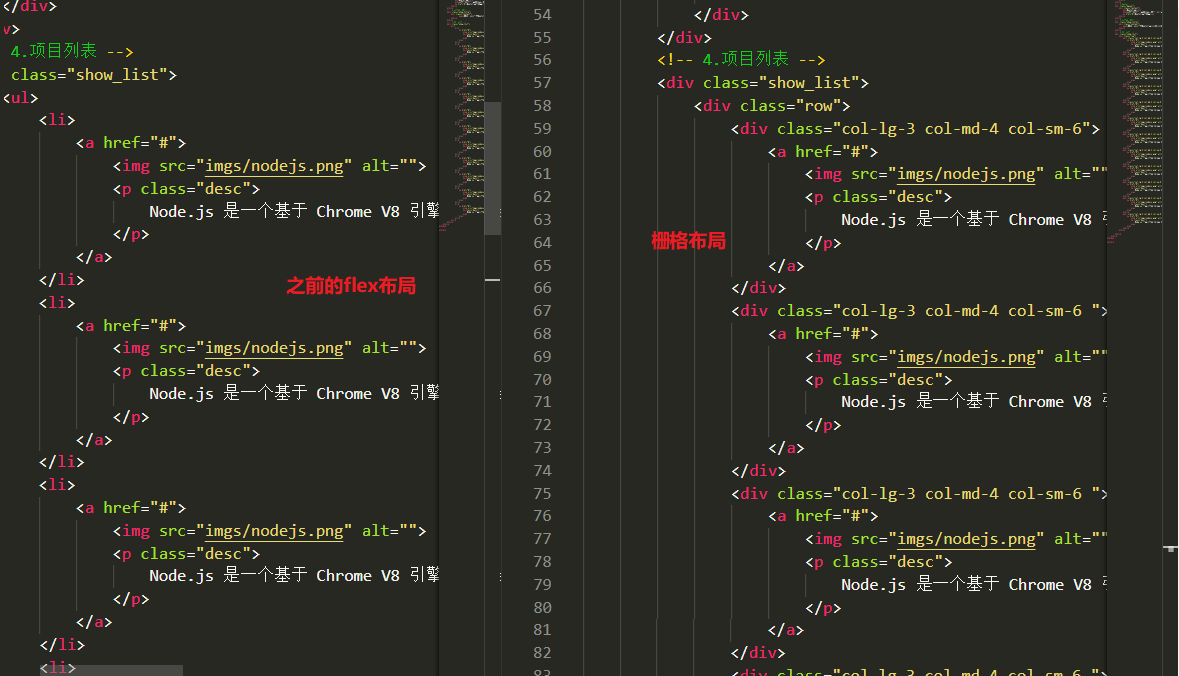 </div>
v>
4.项目列表 -->
class="show_list">
<ul>
<li>
<a href="#">
<img src="imgs/nodejs.png" alt="">
<p class="desc">
Node.js 是一个基于 Chrome V8 引擎
</p>
</a>
</li>
之前的flex布局
<li>
<a href="#">
<img src="imgs/nodejs.png" alt="">
<p class="desc">
Node.js 是一个基于 Chrome V8 引擎
</p>
</a>
</li>
<li>
<a href="#">
<img src="imgs/nodejs.png" alt="">
<p class="desc">
Node.js 是一个基于 Chrome V8 引擎
</p>
</a>
</li>
<li>
54 </div>
55 </div>
56 <!-- 4.项目列表 -->
57 <div class="show_list">
58 <div class="row">
59 <div class="col-lg-3 col-md-4 col-sm-6">
60 <a href="#">
61 <img src="imgs/nodejs.png" alt=""
62 <p class="desc">
63 Node.js 是一个基于 Chrome V8
栅格布局
64 </p>
65 </a>
66 </div>
67 <div class="col-lg-3 col-md-4 col-sm-6 ">
68 <a href="#">
69 <img src="imgs/nodejs.png" alt=""
70 <p class="desc">
71 Node.js 是一个基于 Chrome V8
72 </p>
73 </a>
74 </div>
75 <div class="col-lg-3 col-md-4 col-sm-6 ">
76 <a href="#">
77 <img src="imgs/nodejs.png" alt=""
78 <p class="desc">
79 Node.js 是一个基于 Chrome V8
80 </p>
81 </a>
82 </div>
83 <div class="col-lg-3 col-md-4 col-sm-6 ">